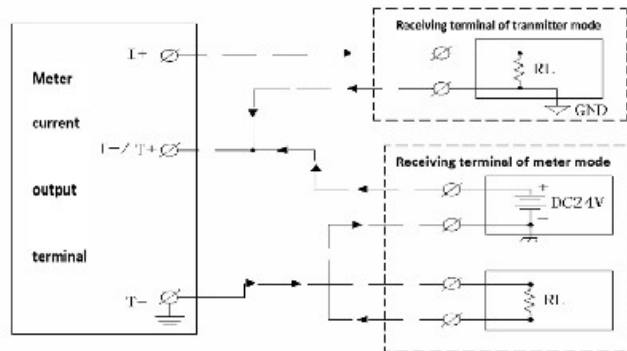 Receiving terminal of tranmitter mode
I+
RL
Meter
GND
current
I-/ T+
Receiving terminal of meter mode
+
output
DC24V
-
terminal
T-
RL